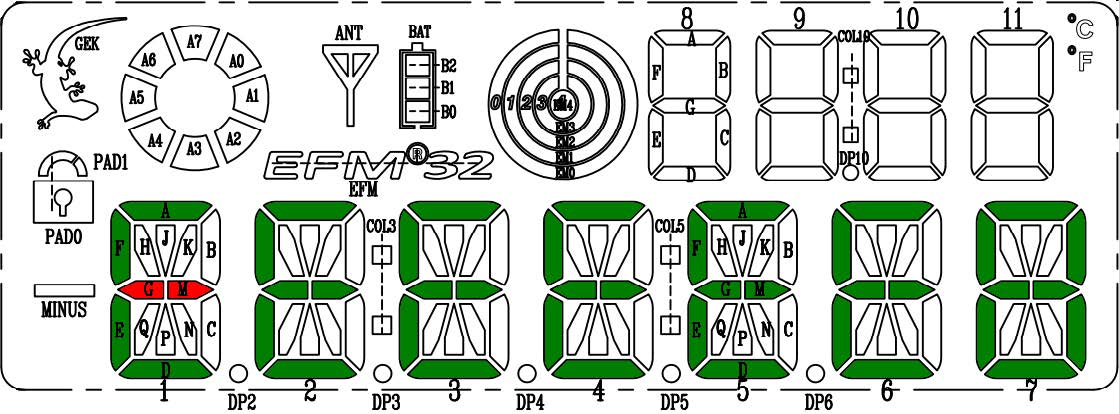 8 9 10 11
°C
°F
GEK
A7
A6 A0
A5 A1
A4 A2
A3
ANT
BAT
B2
B1
B0
0 1 2 3 4
EM4
EM3
EM2
EM1
EM0
A
F B
G
E C
D
COL10
DP10
EFM®32
EFM
PAD1
PAD0
MINUS
A
F H J K B
G M
E Q P N C
D
COL3
COL5
A
F H J K B
G M
E Q P N C
D
1 2 3 4 5 6 7
DP2 DP3 DP4 DP5 DP6